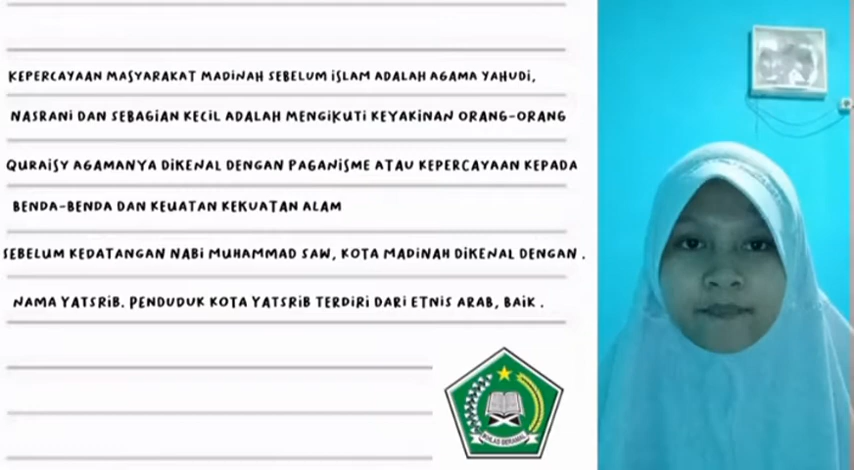 KEPERCAYAAN MASYARAKAT MADINAH SEBELUM ISLAM ADALAH AGAMA YAHUDI,
NASRANI DAN SEBAGIAN KECIL ADALAH MENGIKUTI KEYAKINAN ORANG-ORANG
QURAISY AGAMANYA DIKENAL DENGAN PAGANISME ATAU KEPERCAYAAN KEPADA
BENDA-BENDA DAN KEUATAN KEKUATAN ALAM
SEBELUM KEDATANGAN NABI MUHAMMAD SAW, KOTA MADINAH DIKENAL DENGAN .
NAMA YATSRIB. PENDUDUK KOTA YATSRIB TERDIRI DARI ETNIS ARAB, BAIK .
IKHLAS BERAMAL